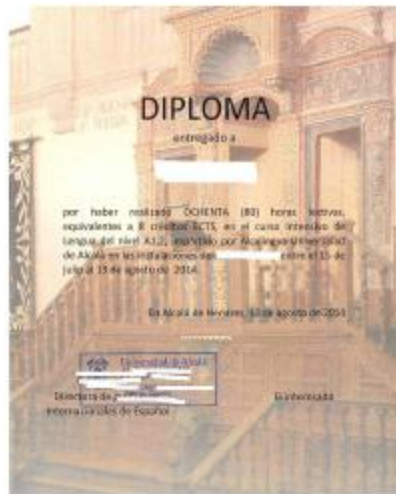 DIPLOMA
entregado a
por haber realizado OCHENTA (80) horas lectivas,
equivalentes a 8 créditos ECTS, en el curso intensivo de
Lengua del nivel impartido por Alcalingua-Universidad
de Alcalá en las instalaciones del entre el 15 de
julio al 13 de agosto de 2014.
En Alcalá de Henares, 13 de agosto de 2014
Universidad de Alcalá
Directora de
Internacionales de Español
El interesado